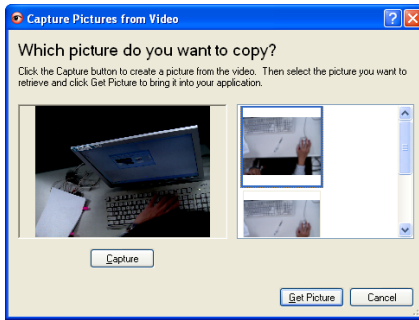 Capture Pictures from Video
Which picture do you want to copy?
Click the Capture button to create a picture from the video. Then select the picture you want to
retrieve and click Get Picture to bring it into your application.
Capture
Get Picture
Cancel